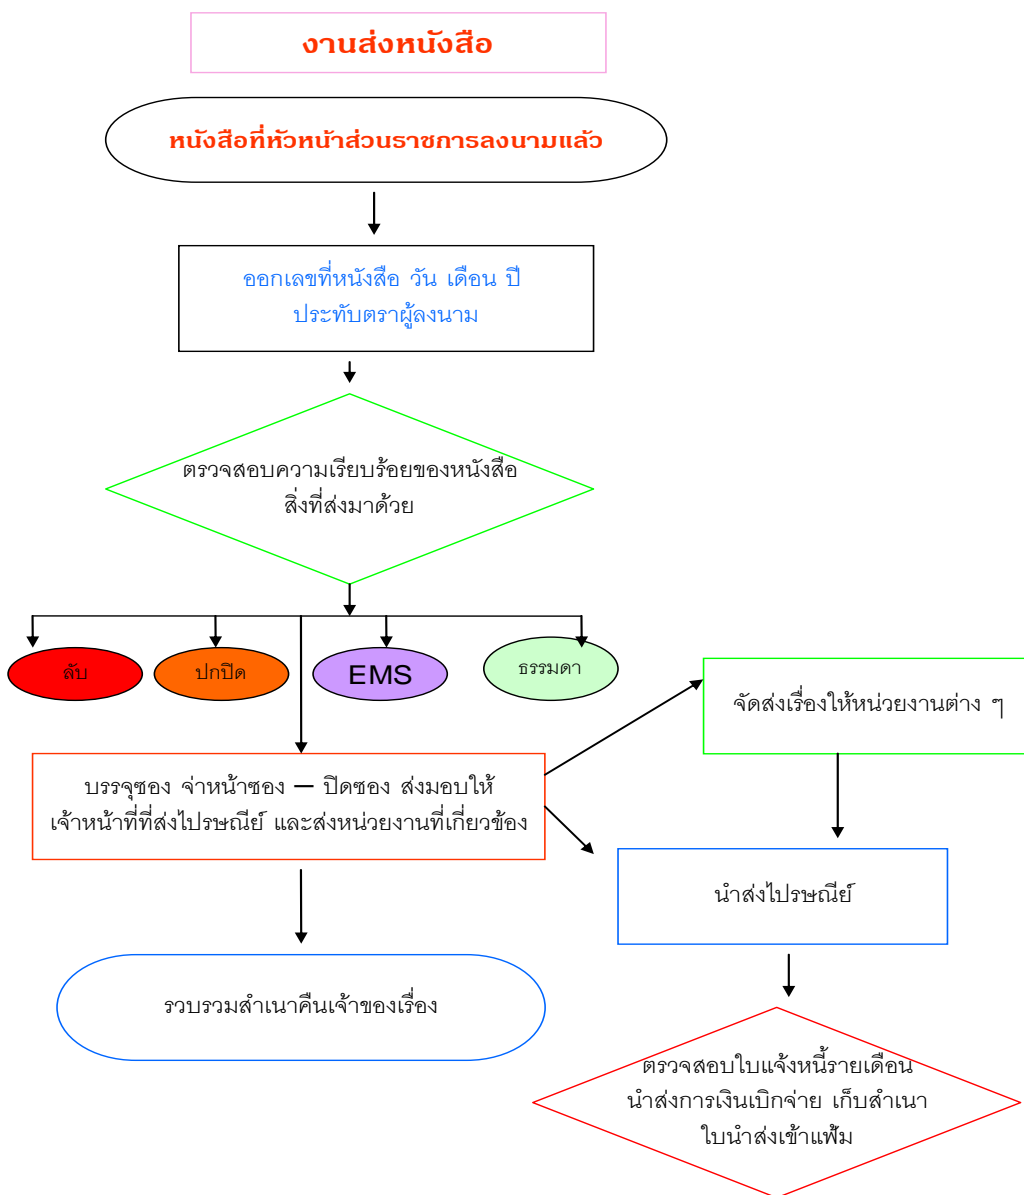 งานส่งหนังสือ
หนังสือที่หัวหน้าส่วนราชการลงนามแล้ว
ออกเลขที่หนังสือ วัน เดือน ปี
ประทับตราผู้ลงนาม
ตรวจสอบความเรียบร้อยของหนังสือ
สิ่งที่ส่งมาด้วย
ลับ
ปกปิด
EMS
ธรรมดา
จัดส่งเรื่องให้หน่วยงานต่าง ๆ
บรรจุซอง จ่าหน้าซอง – ปิดซอง ส่งมอบให้
เจ้าหน้าที่ที่ส่งไปรษณีย์ และส่งหน่วยงานที่เกี่ยวข้อง
นำส่งไปรษณีย์
รวบรวมสำเนาคืนเจ้าของเรื่อง
ตรวจสอบใบแจ้งหนี้รายเดือน
นำส่งการเงินเบิกจ่าย เก็บสำเนา
ใบนำส่งเข้าแฟ้ม